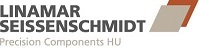 LINAMAR
SEISSENSCHMIDT
Precision Components HU